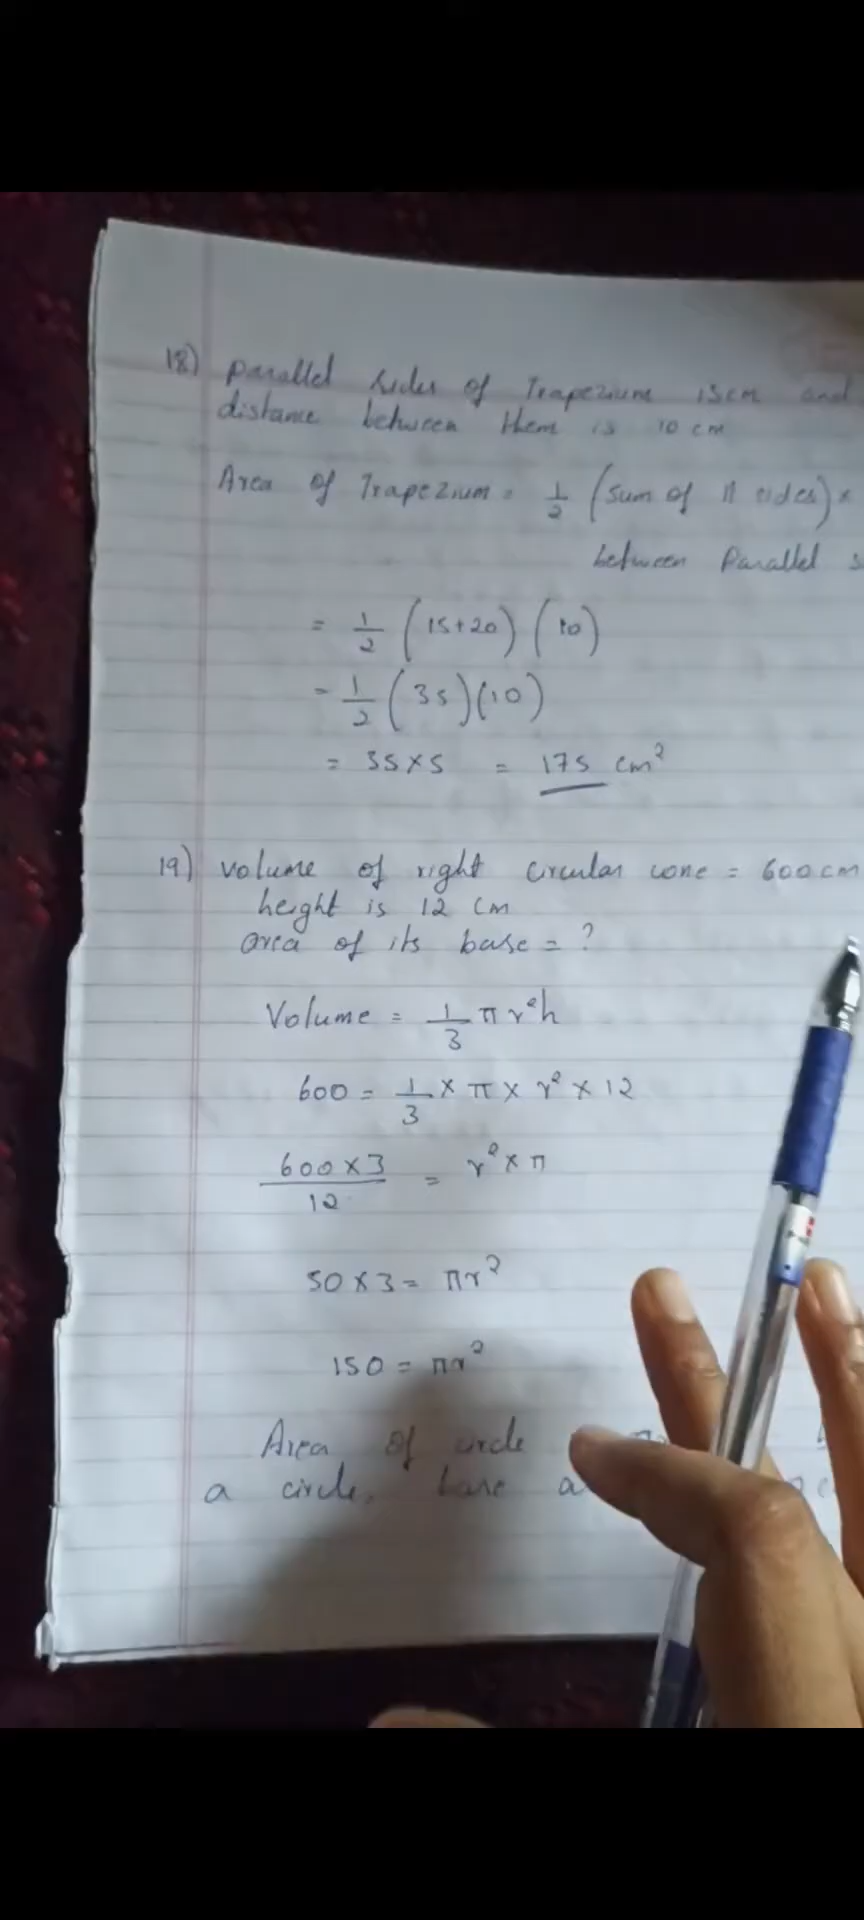 18) Parallel sides of Trapezium 15cm and
distance between them is 10 cm
Area of Trapezium = 1/2 (sum of || sides) ×
between Parallel s
= 1/2 (15+20) (10)
= 1/2 (35)(10)
= 35×5 = 175 cm²
19) Volume of right circular cone = 600 cm
height is 12 cm
area of its base = ?
Volume = 1/3 πr²h
600 = 1/3 × π × r² × 12
600×3/12 = r² × π
50×3 = πr²
150 = πr²
Area of circle
a circle, base a